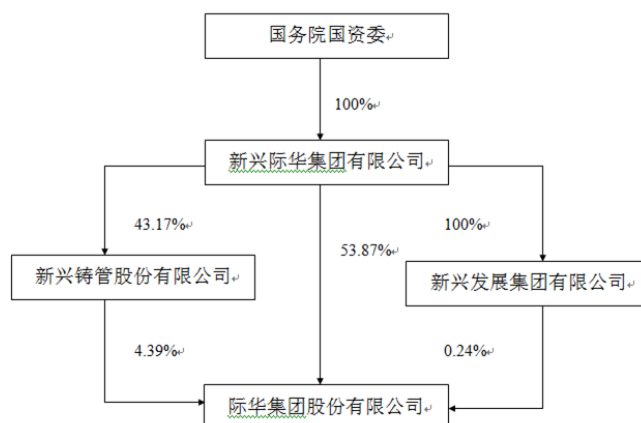 国务院国资委
100%
新兴际华集团有限公司
43.17%
53.87%
100%
新兴铸管股份有限公司
新兴发展集团有限公司
4.39%
0.24%
际华集团股份有限公司